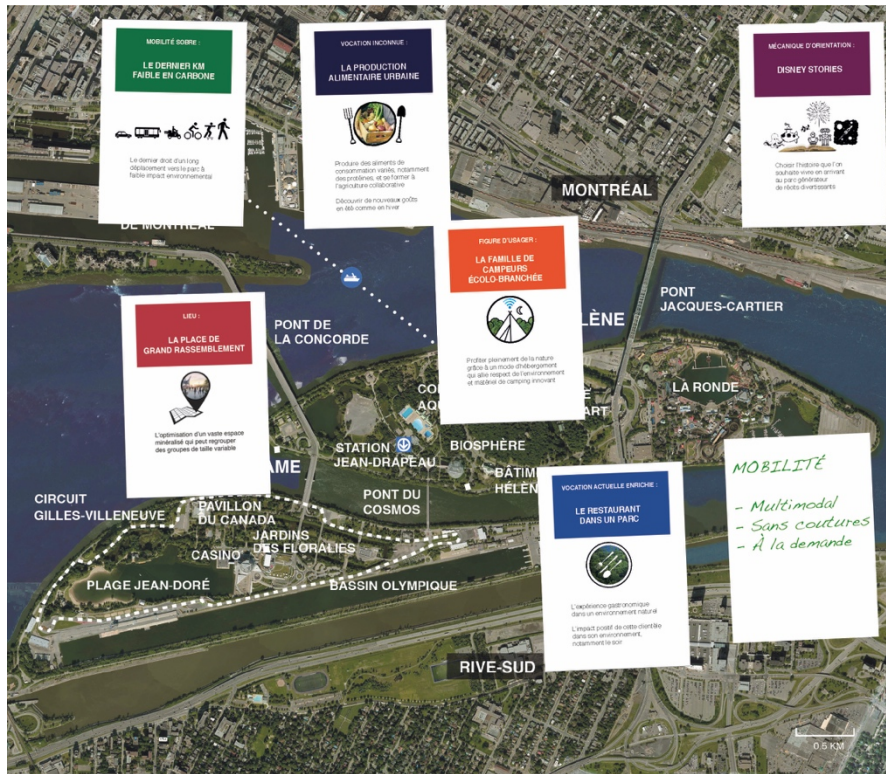 MOBILITÉ SOBRE :
LE DERNIER KM
FAIBLE EN CARBONE
Le dernier droit d'un long
déplacement vers le parc à
faible impact environnemental
VOCATION INCONNUE :
LA PRODUCTION
ALIMENTAIRE URBAINE
Produire des aliments de
consommation variés, notamment
des protéines, et se former à
l'agriculture collaborative
Découvrir de nouveaux goûts
en été comme en hiver
MÉCANIQUE D'ORIENTATION :
DISNEY STORIES
Choisir l'histoire que l'on
souhaite vivre en arrivant
au parc générateur
de récits divertissants
MONTRÉAL
DE MONTRÉAL
FIGURE D'USAGER :
LA FAMILLE DE
CAMPEURS
ÉCOLO-BRANCHÉE
Profiter pleinement de la nature
grâce à un mode d'hébergement
qui allie respect de l'environnement
et matériel de camping innovant
PONT
JACQUES-CARTIER
LIEU :
LA PLACE DE
GRAND RASSEMBLEMENT
L'optimisation d'un vaste espace
minéralisé qui peut regrouper
des groupes de taille variable
PONT DE
LA CONCORDE
LÈNE
LA RONDE
CO
AQ
ART
STATION
JEAN-DRAPEAU
BIOSPHÈRE
BÂTIM
HÉLÈN
AME
PONT DU
COSMOS
CIRCUIT
GILLES-VILLENEUVE
PAVILLON
DU CANADA
JARDINS
DES FLORALIES
CASINO
PLAGE JEAN-DORÉ
BASSIN OLYMPIQUE
VOCATION ACTUELLE ENRICHIE :
LE RESTAURANT
DANS UN PARC
L'expérience gastronomique
dans un environnement naturel
L'impact positif de cette clientèle
dans son environnement,
notamment le soir
MOBILITÉ
- Multimodal
- Sans coutures
- À la demande
RIVE-SUD
0.5 KM